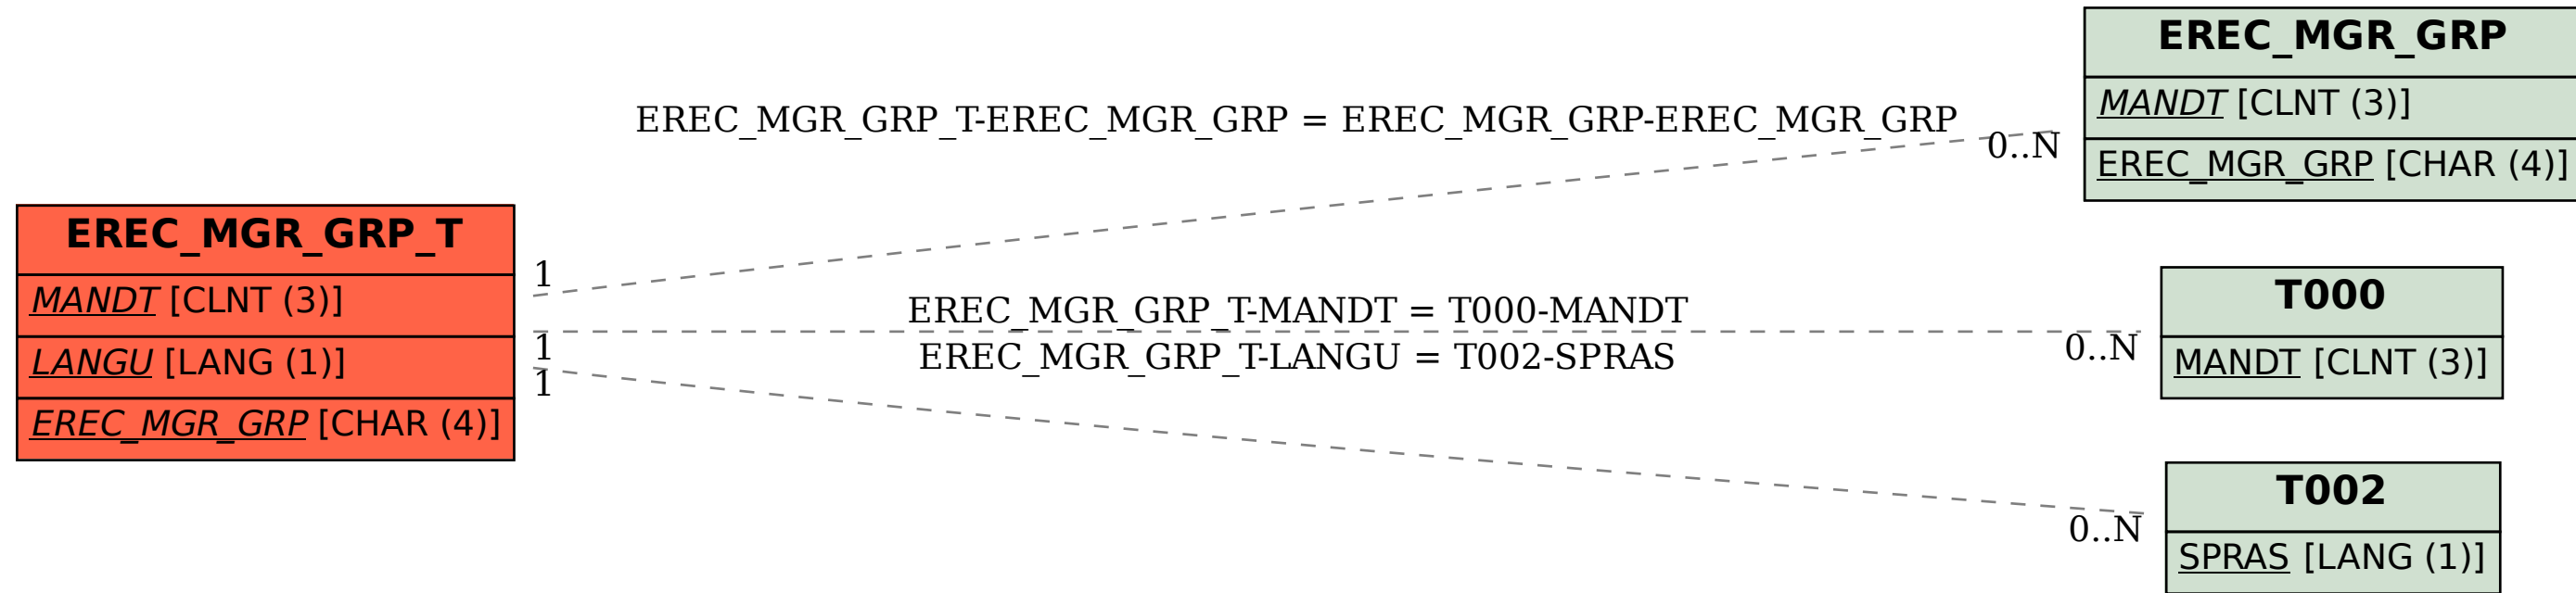 EREC_MGR_GRP
MANDT [CLNT (3)]
EREC_MGR_GRP [CHAR (4)]
EREC_MGR_GRP_T-EREC_MGR_GRP = EREC_MGR_GRP-EREC_MGR_GRP
0..N
EREC_MGR_GRP_T
MANDT [CLNT (3)]
LANGU [LANG (1)]
EREC_MGR_GRP [CHAR (4)]
1
EREC_MGR_GRP_T-MANDT = T000-MANDT
1
0..N
EREC_MGR_GRP_T-LANGU = T002-SPRAS
1
0..N
T000
MANDT [CLNT (3)]
T002
SPRAS [LANG (1)]